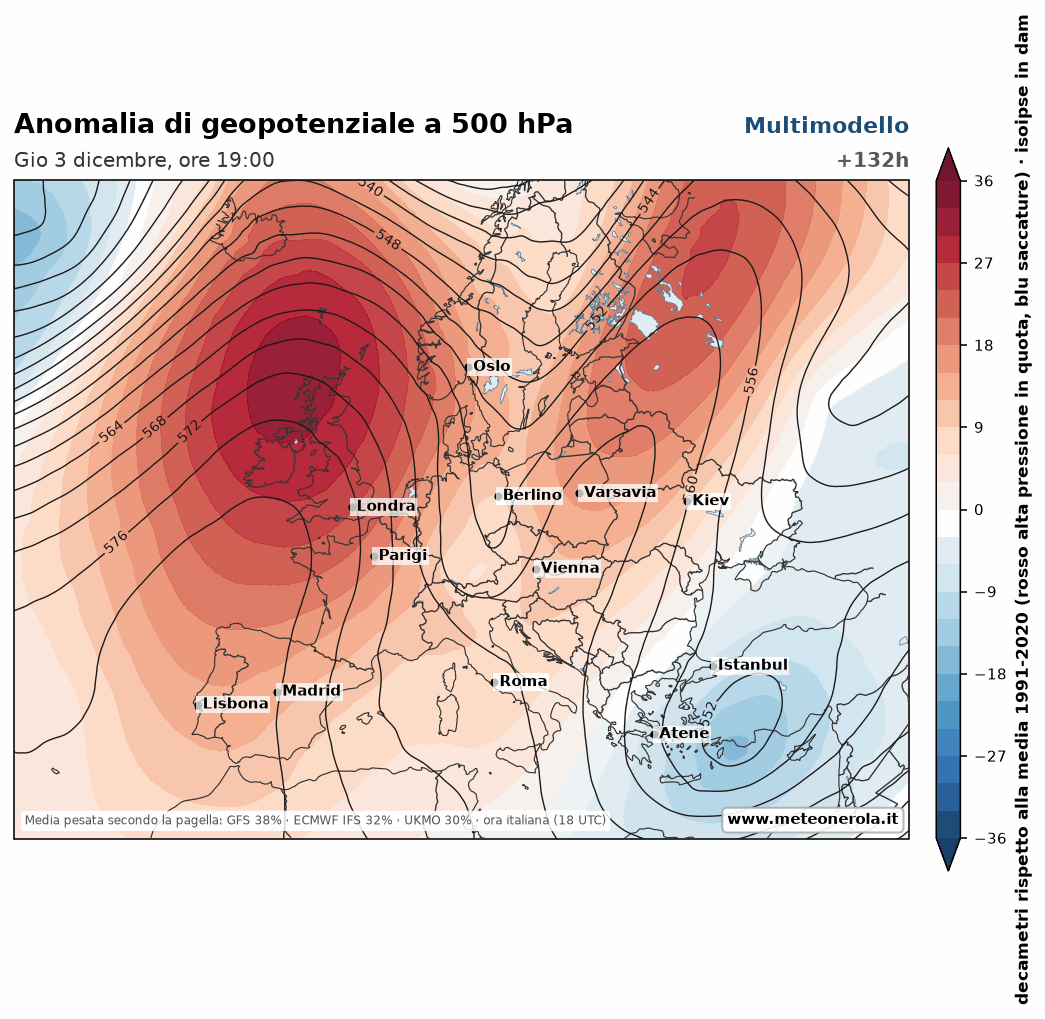 Anomalia di geopotenziale a 500 hPa
Multimodello
Gio 3 dicembre, ore 19:00
+132h
540
544
548
552
Oslo
556
564
568
572
Berlino
Varsavia
60
Kiev
Londra
576
Parigi
Vienna
Istanbul
Roma
Madrid
Lisbona
552
Atene
Media pesata secondo la pagella: GFS 38% · ECMWF IFS 32% · UKMO 30% · ora italiana (18 UTC)
www.meteonerola.it
36
27
18
9
0
−9
−18
−27
−36
decametri rispetto alla media 1991-2020 (rosso alta pressione in quota, blu saccature) · isoipse in dam